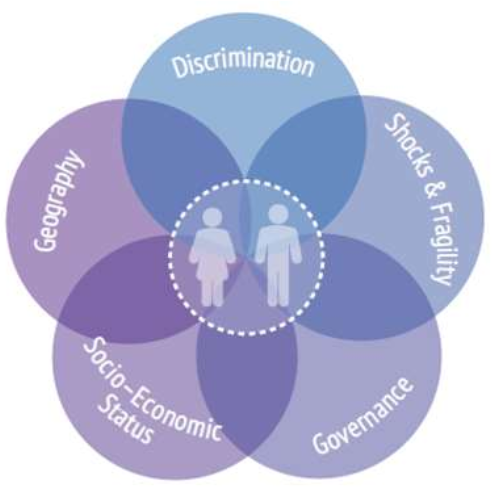 Discrimination
Shocks & Fragility
Governance
Socio-Economic
Status
Geography